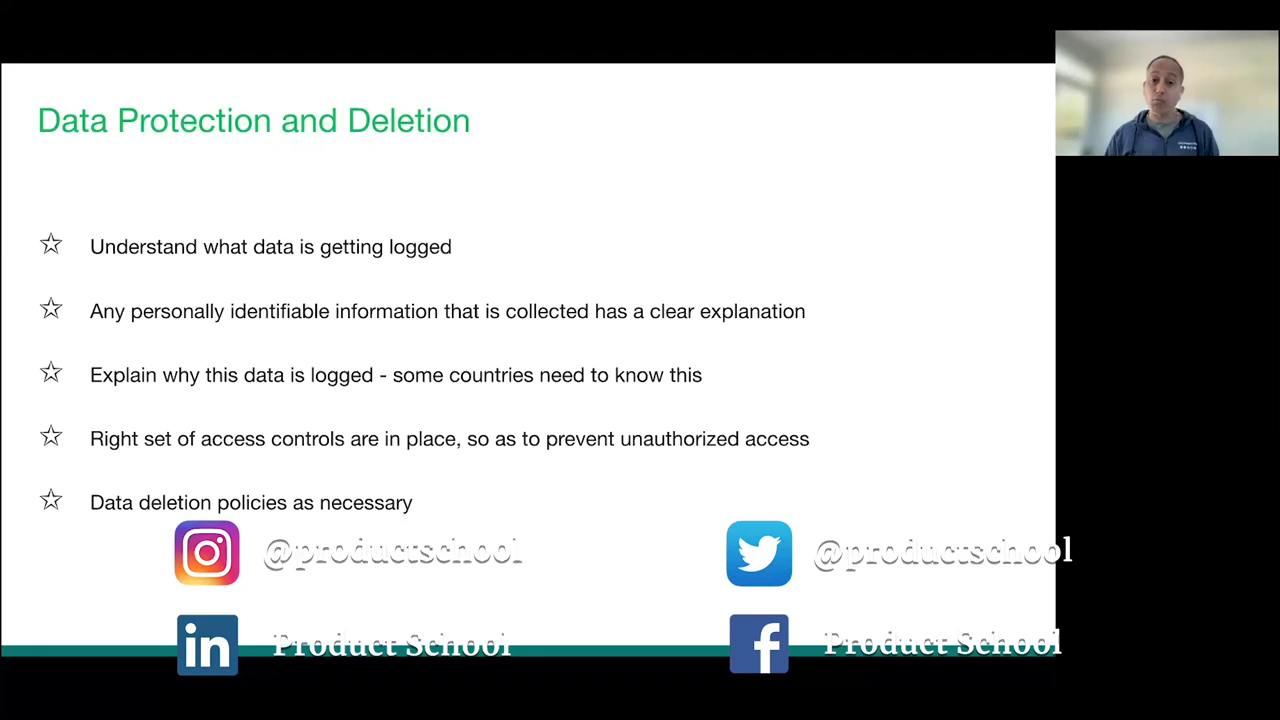 Data Protection and Deletion
☆ Understand what data is getting logged
☆ Any personally identifiable information that is collected has a clear explanation
☆ Explain why this data is logged - some countries need to know this
☆ Right set of access controls are in place, so as to prevent unauthorized access
☆ Data deletion policies as necessary
@productschool
@productschool
in Product School
f Product School